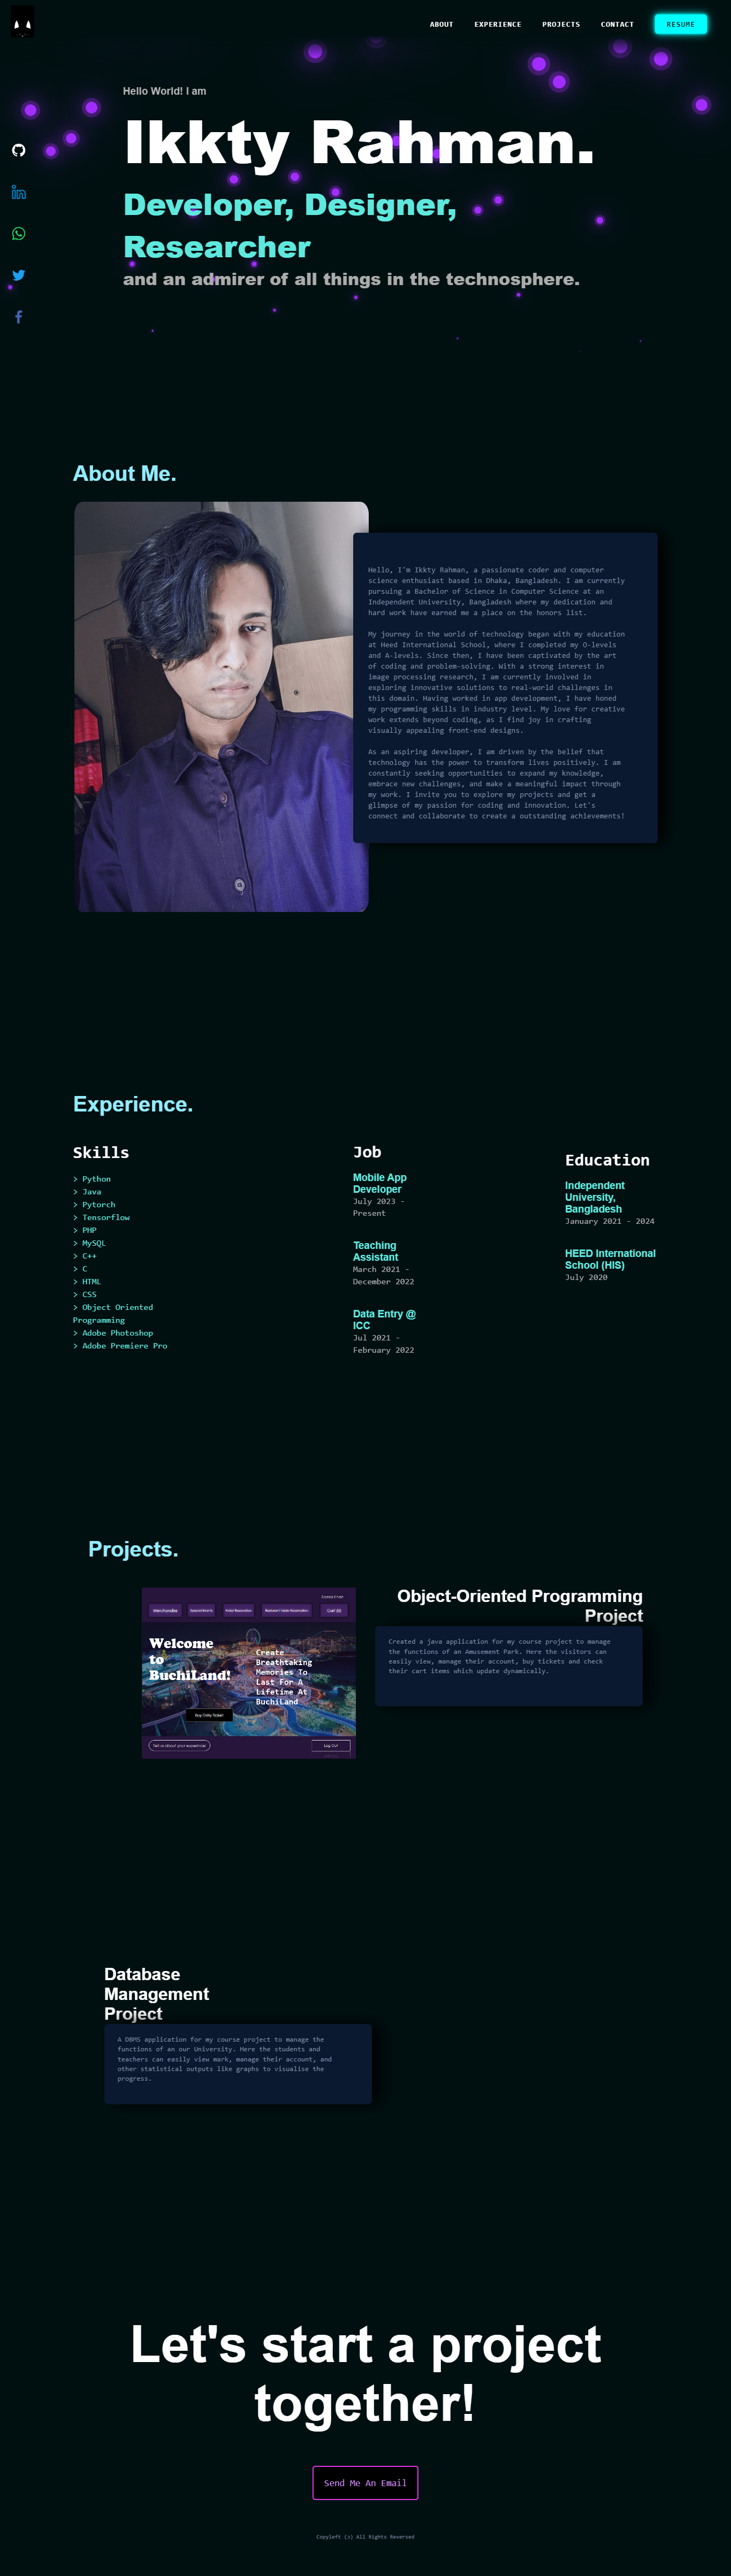 ABOUT
EXPERIENCE
PROJECTS
CONTACT
RESUME
Hello World! I am
Ikkty Rahman.
Developer, Designer,
Researcher
and an admirer of all things in the technosphere.
About Me.
Hello, I'm Ikkty Rahman, a passionate coder and computer
science enthusiast based in Dhaka, Bangladesh. I am currently
pursuing a Bachelor of Science in Computer Science at an
Independent University, Bangladesh where my dedication and
hard work have earned me a place on the honors list.
My journey in the world of technology began with my education
at Heed International School, where I completed my O-levels
and A-levels. Since then, I have been captivated by the art
of coding and problem-solving. With a strong interest in
image processing research, I am currently involved in
exploring innovative solutions to real-world challenges in
this domain. Having worked in app development, I have honed
my programming skills in industry level. My love for creative
work extends beyond coding, as I find joy in crafting
visually appealing front-end designs.
As an aspiring developer, I am driven by the belief that
technology has the power to transform lives positively. I am
constantly seeking opportunities to expand my knowledge,
embrace new challenges, and make a meaningful impact through
my work. I invite you to explore my projects and get a
glimpse of my passion for coding and innovation. Let's
connect and collaborate to create a outstanding achievements!
Experience.
Skills
> Python
> Java
> Pytorch
> Tensorflow
> PHP
> MySQL
> C++
> C
> HTML
> CSS
> Object Oriented
Programming
> Adobe Photoshop
> Adobe Premiere Pro
Job
Mobile App
Developer
July 2023 -
Present
Teaching
Assistant
March 2021 -
December 2022
Data Entry @
ICC
Jul 2021 -
February 2022
Education
Independent
University,
Bangladesh
January 2021 - 2024
HEED International
School (HIS)
July 2020
Projects.
Merchandise
Cart (0)
Welcome
to
BuchiLand!
Create
Breathtaking
Memories To
Last For A
Lifetime At
BuchiLand
Buy Entry Ticket
Tell us about your experience!
Log Out
Object-Oriented Programming
Project
Created a java application for my course project to manage
the functions of an Amusement Park. Here the visitors can
easily view, manage their account, buy tickets and check
their cart items which update dynamically.
Database
Management
Project
A DBMS application for my course project to manage the
functions of an our University. Here the students and
teachers can easily view mark, manage their account, and
other statistical outputs like graphs to visualise the
progress.
Let's start a project
together!
Send Me An Email
Copyleft (ɔ) All Rights Reversed